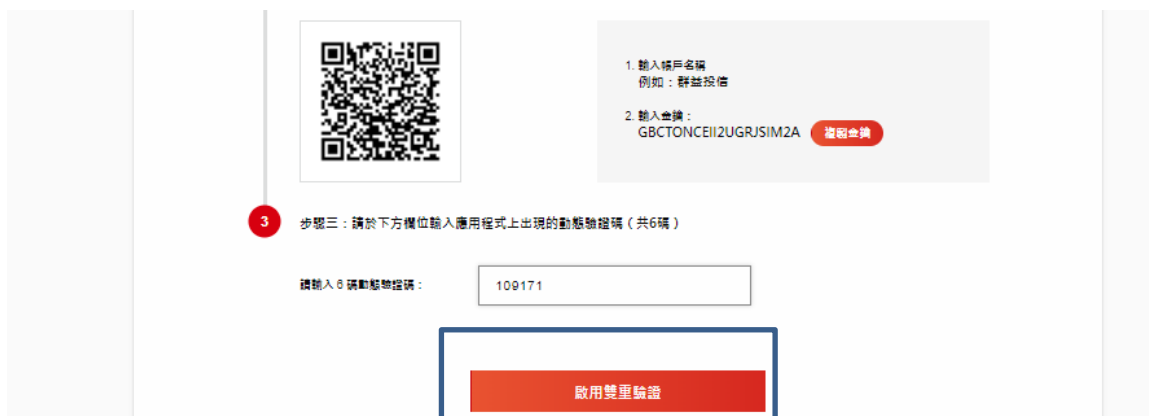 1. 輸入帳戶名稱
例如：群益投信
2. 輸入金鑰：
GBCTONCEII2UGRJSIM2A 複製金鑰
3 步驟三：請於下方欄位輸入應用程式上出現的動態驗證碼（共6碼）
請輸入 6 碼動態驗證碼： 109171
啟用雙重驗證